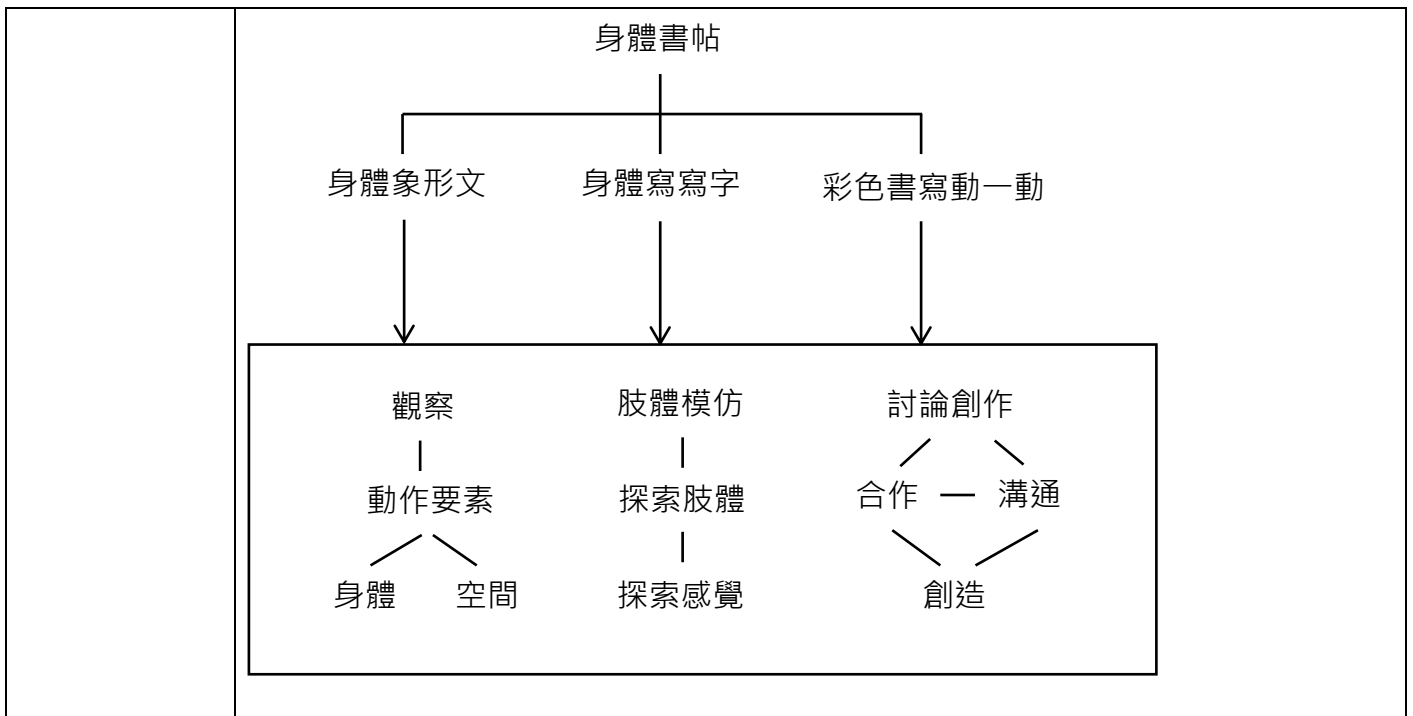 身體書帖
身體象形文 身體寫寫字 彩色書寫動一動
觀察 肢體模仿 討論創作
動作要素 探索肢體 合作 溝通
身體 空間 探索感覺 創造